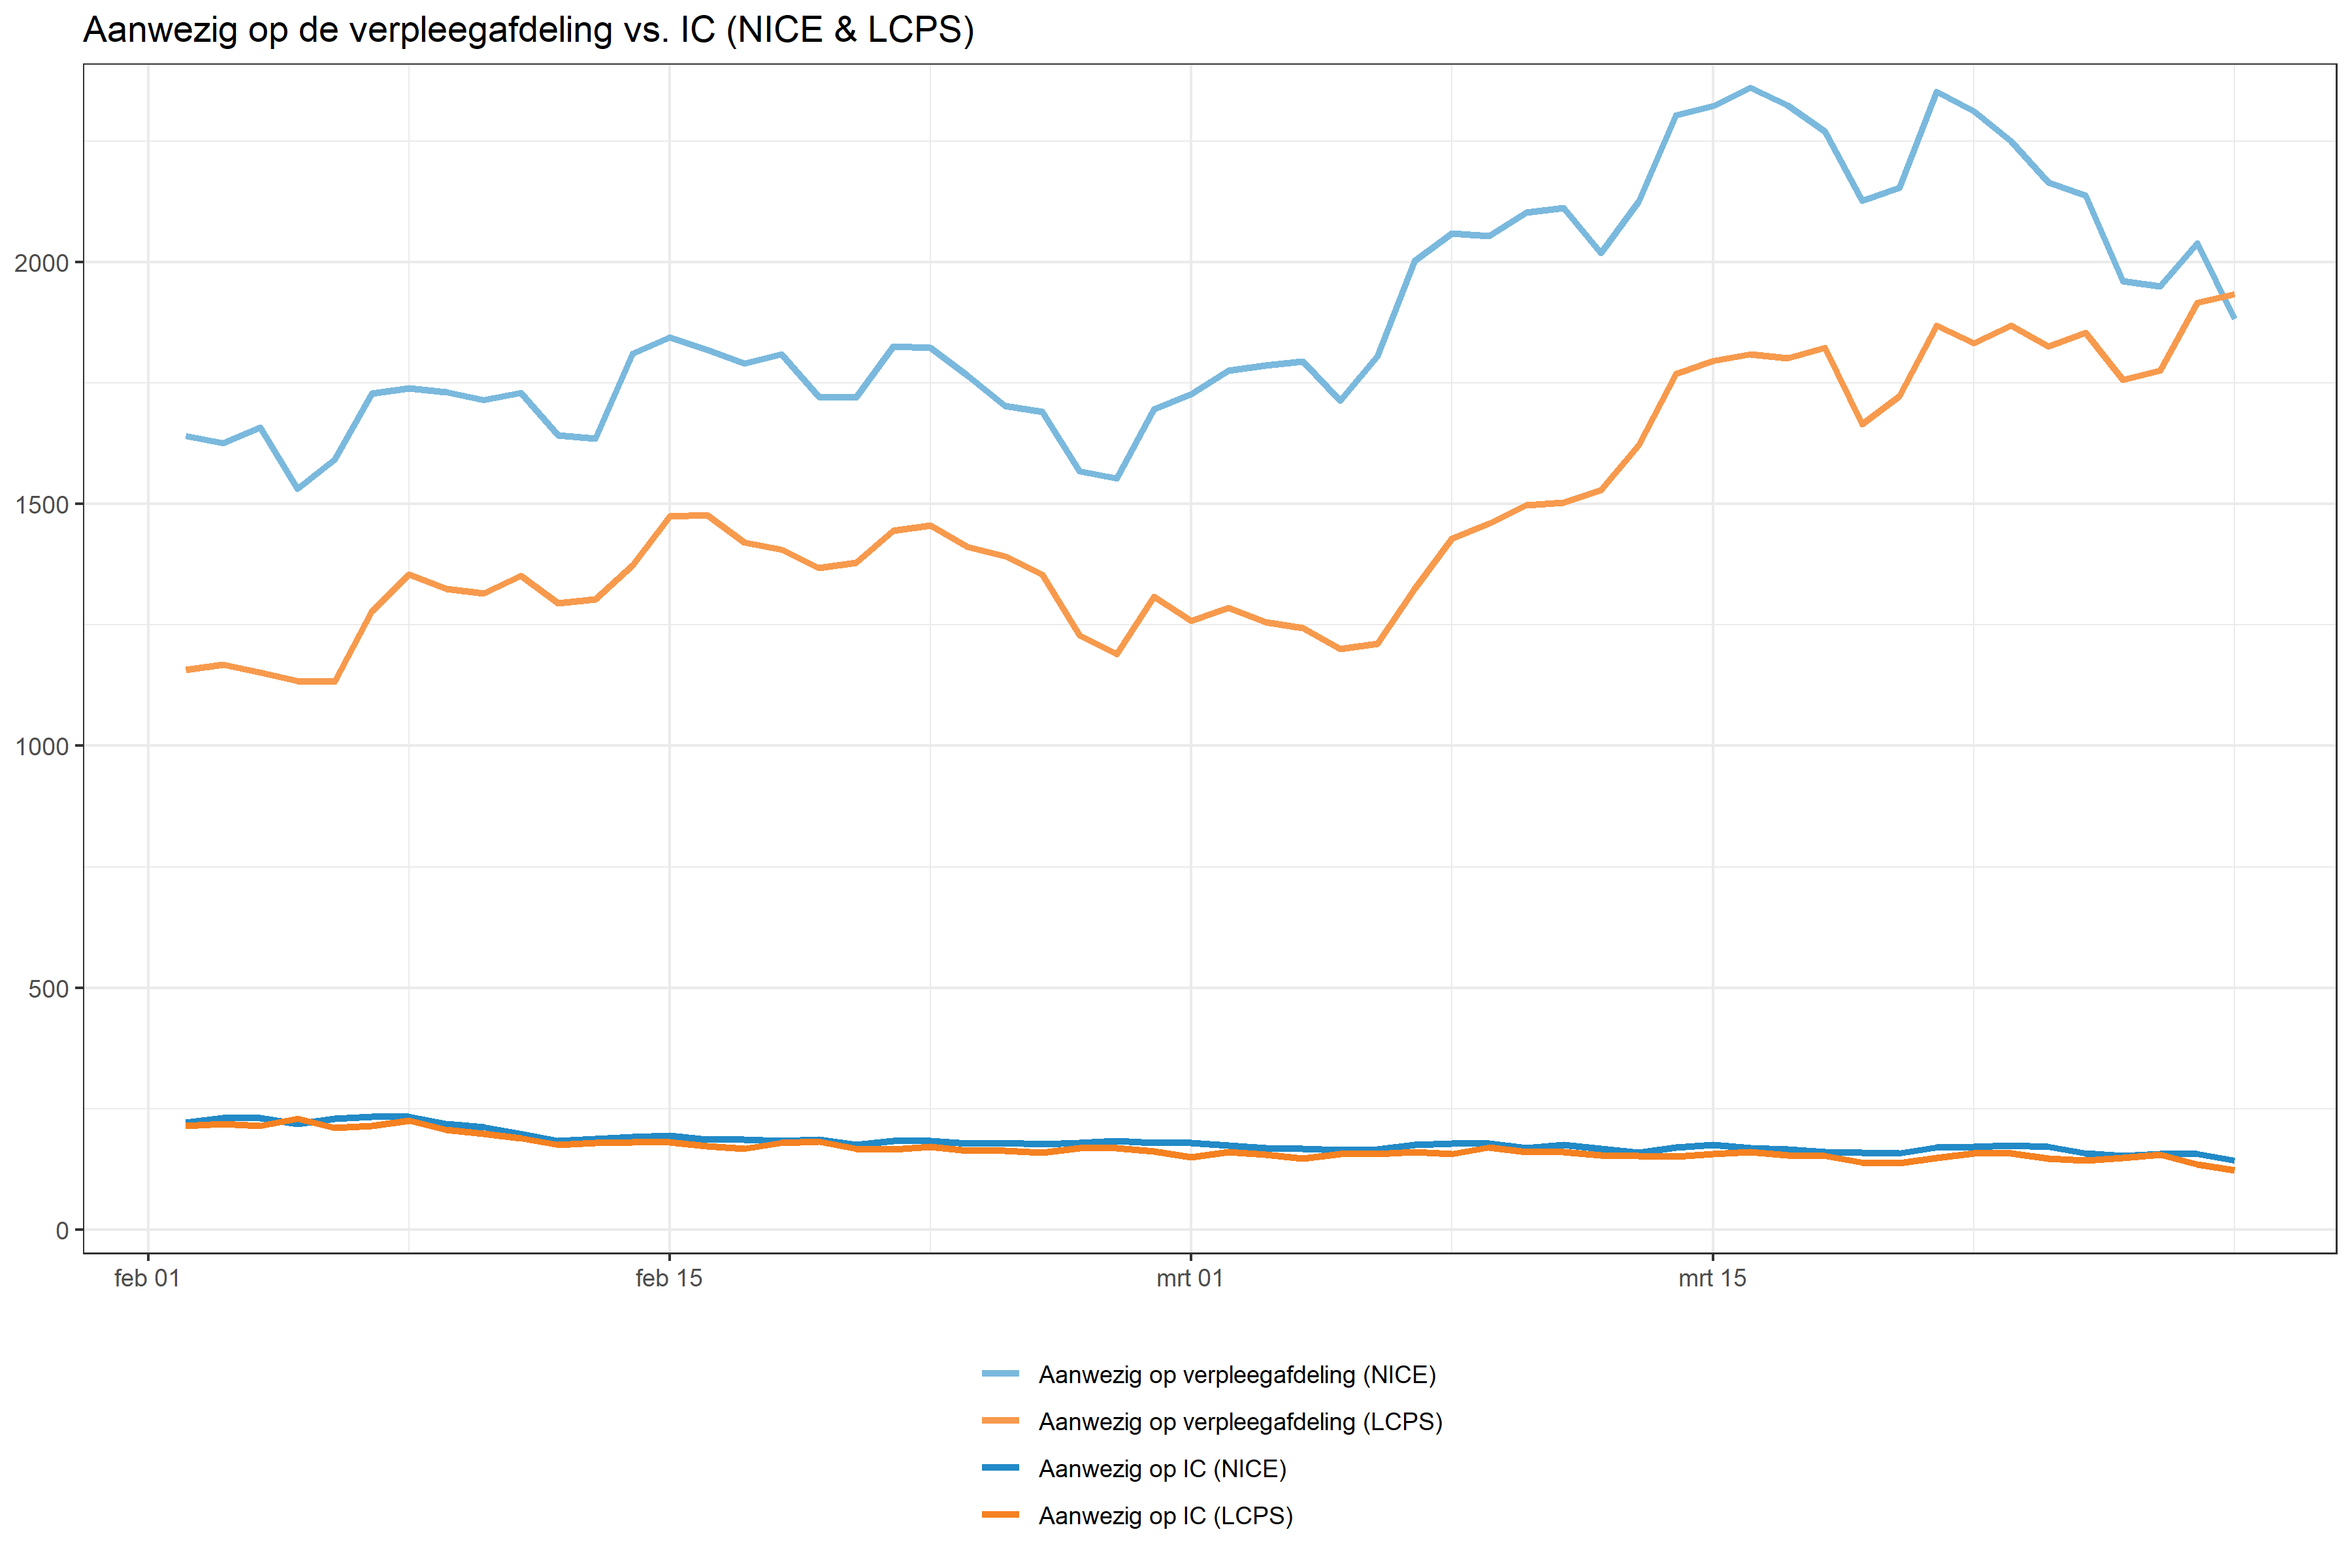 Aanwezig op de verpleegafdeling vs. IC (NICE & LCPS)
2000
1500
1000
500
0
feb 01
feb 15
mrt 01
mrt 15
Aanwezig op verpleegafdeling (NICE)
Aanwezig op verpleegafdeling (LCPS)
Aanwezig op IC (NICE)
Aanwezig op IC (LCPS)